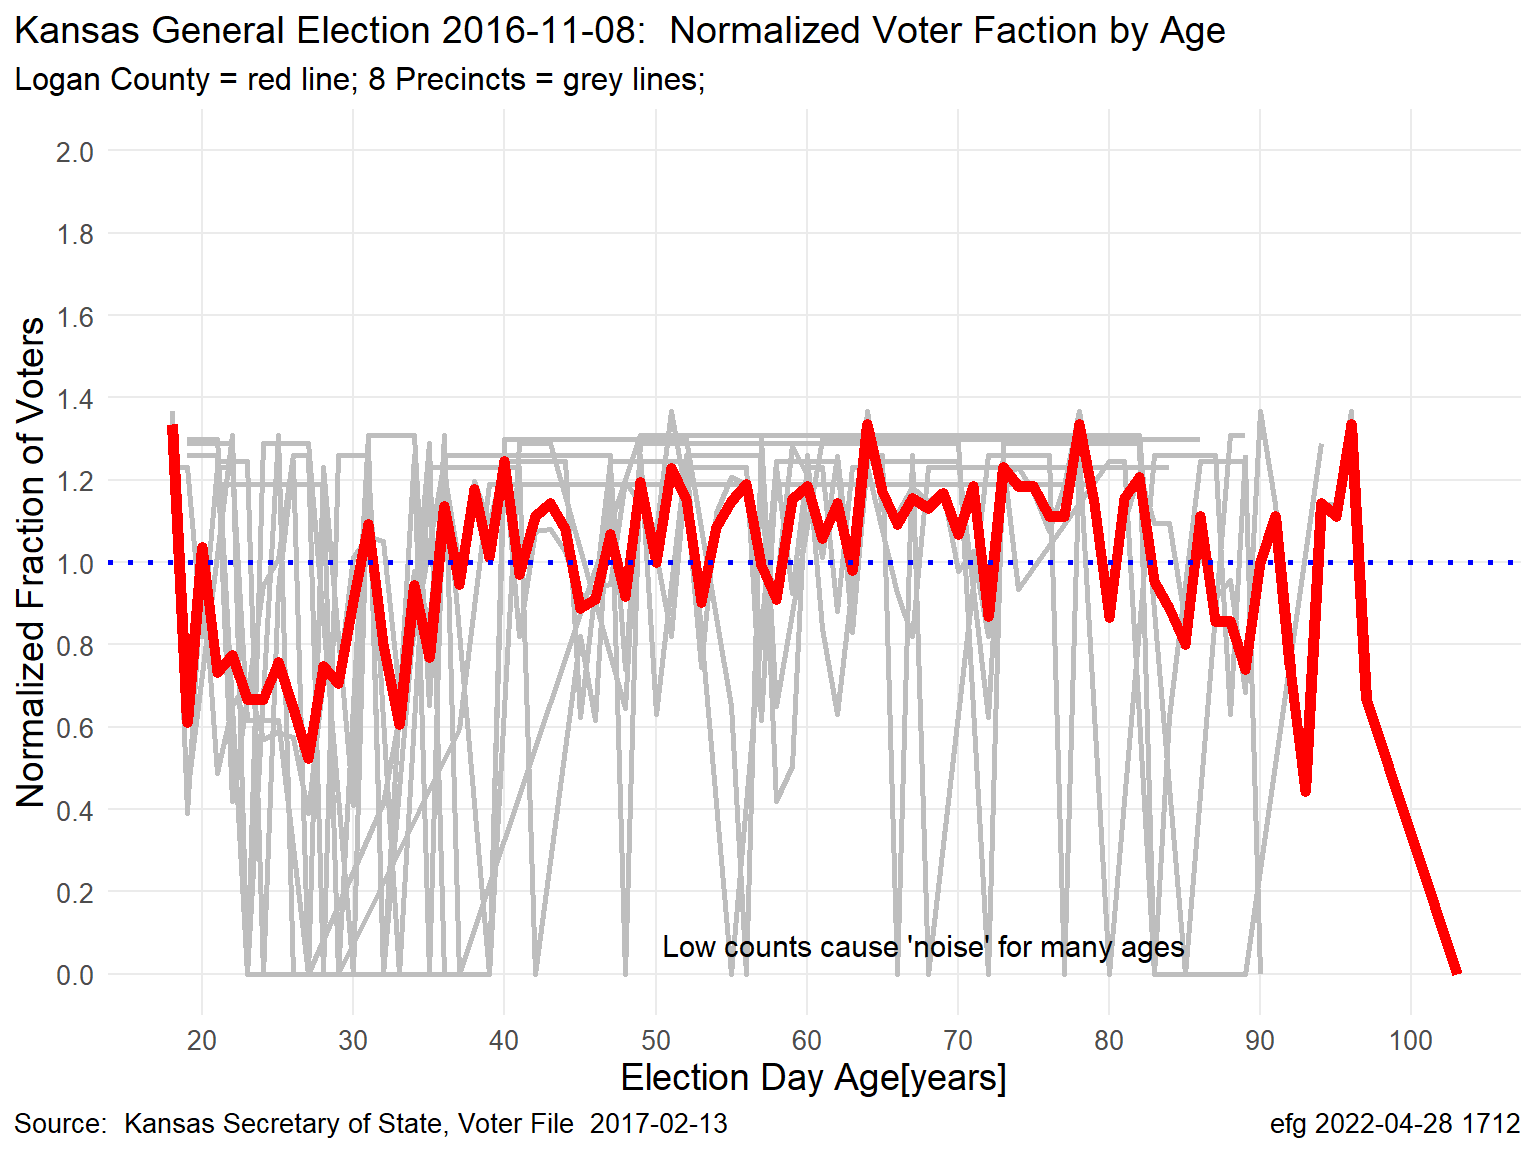 Kansas General Election 2016-11-08:  Normalized Voter Faction by Age
Logan County = red line; 8 Precincts = grey lines;
Normalized Fraction of Voters
2.0
1.8
1.6
1.4
1.2
1.0
0.8
0.6
0.4
0.2
0.0
Low counts cause 'noise' for many ages
20 30 40 50 60 70 80 90 100
Election Day Age[years]
Source:  Kansas Secretary of State, Voter File  2017-02-13
efg 2022-04-28 1712